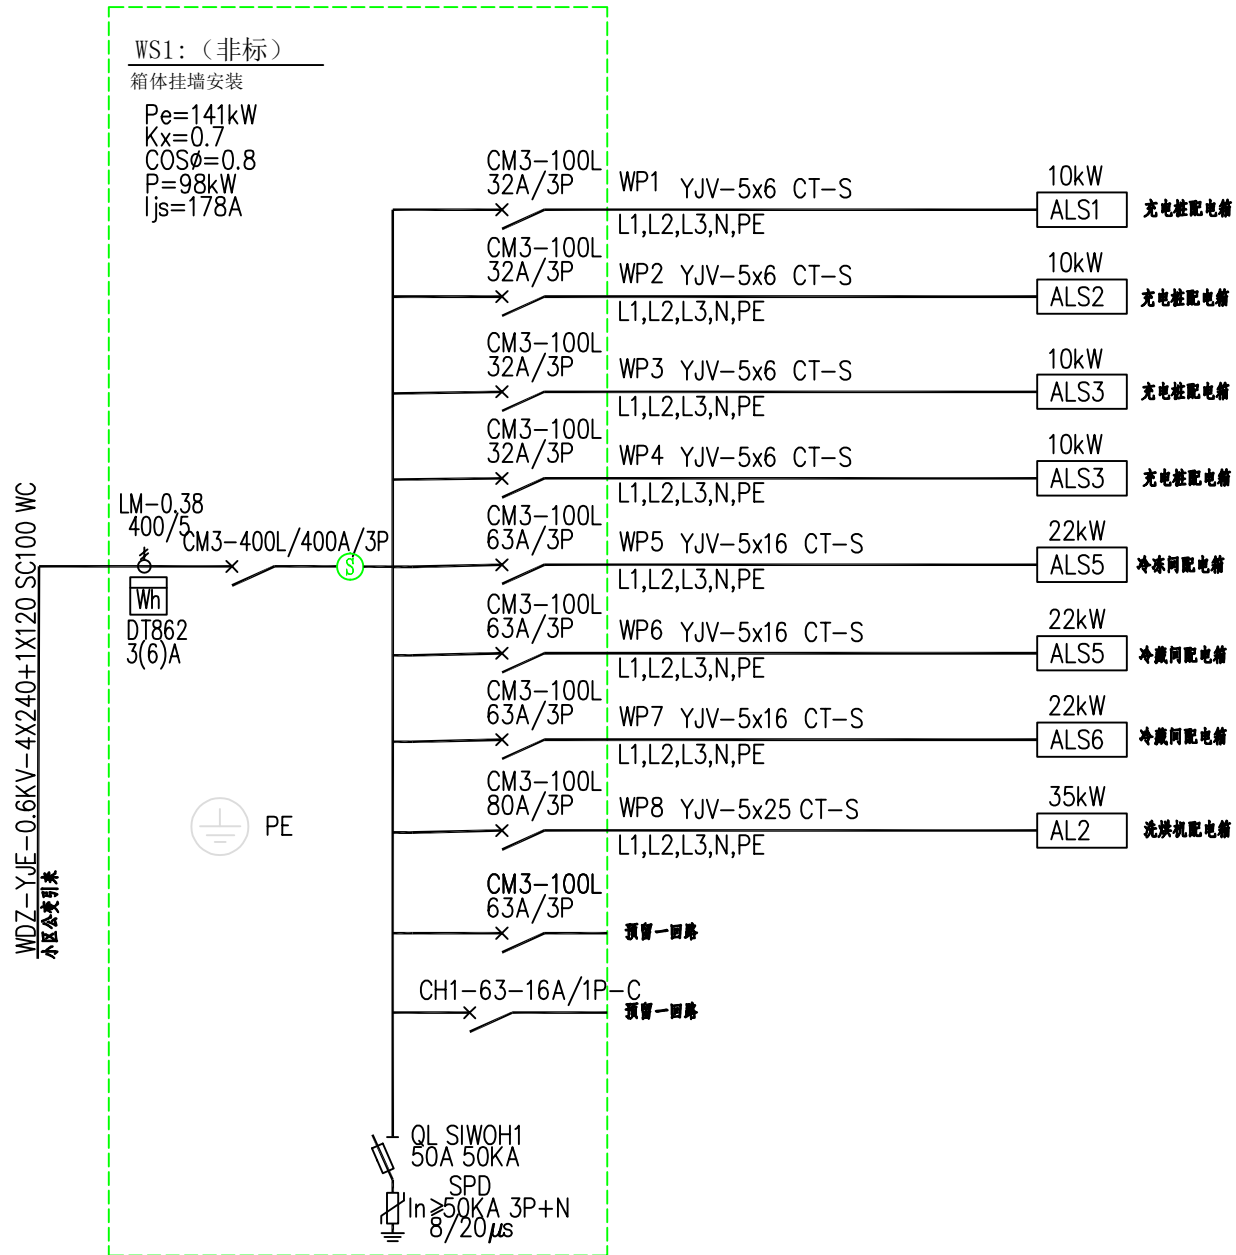 WS1:（非标）
箱体挂墙安装
Pe=141kW
Kx=0.7
COSø=0.8
P=98kW
Ijs=178A
WDZ-YJE-0.6KV-4X240+1X120 SC100 WC
小区公变引来
LM-0.38
400/5
CM3-400L/400A/3P
S
Wh
DT862
3(6)A
PE
CM3-100L
32A/3P
WP1 YJV-5x6 CT-S
L1,L2,L3,N,PE
10kW
ALS1 充电桩配电箱
CM3-100L
32A/3P
WP2 YJV-5x6 CT-S
L1,L2,L3,N,PE
10kW
ALS2 充电桩配电箱
CM3-100L
32A/3P
WP3 YJV-5x6 CT-S
L1,L2,L3,N,PE
10kW
ALS3 充电桩配电箱
CM3-100L
32A/3P
WP4 YJV-5x6 CT-S
L1,L2,L3,N,PE
10kW
ALS3 充电桩配电箱
CM3-100L
63A/3P
WP5 YJV-5x16 CT-S
L1,L2,L3,N,PE
22kW
ALS5 冷冻间配电箱
CM3-100L
63A/3P
WP6 YJV-5x16 CT-S
L1,L2,L3,N,PE
22kW
ALS5 冷藏间配电箱
CM3-100L
63A/3P
WP7 YJV-5x16 CT-S
L1,L2,L3,N,PE
22kW
ALS6 冷藏间配电箱
CM3-100L
80A/3P
WP8 YJV-5x25 CT-S
L1,L2,L3,N,PE
35kW
AL2 洗烘机配电箱
CM3-100L
63A/3P
预留一回路
CH1-63-16A/1P-C
预留一回路
QL SIWOH1
50A 50KA
SPD
In≥50KA 3P+N
8/20μs